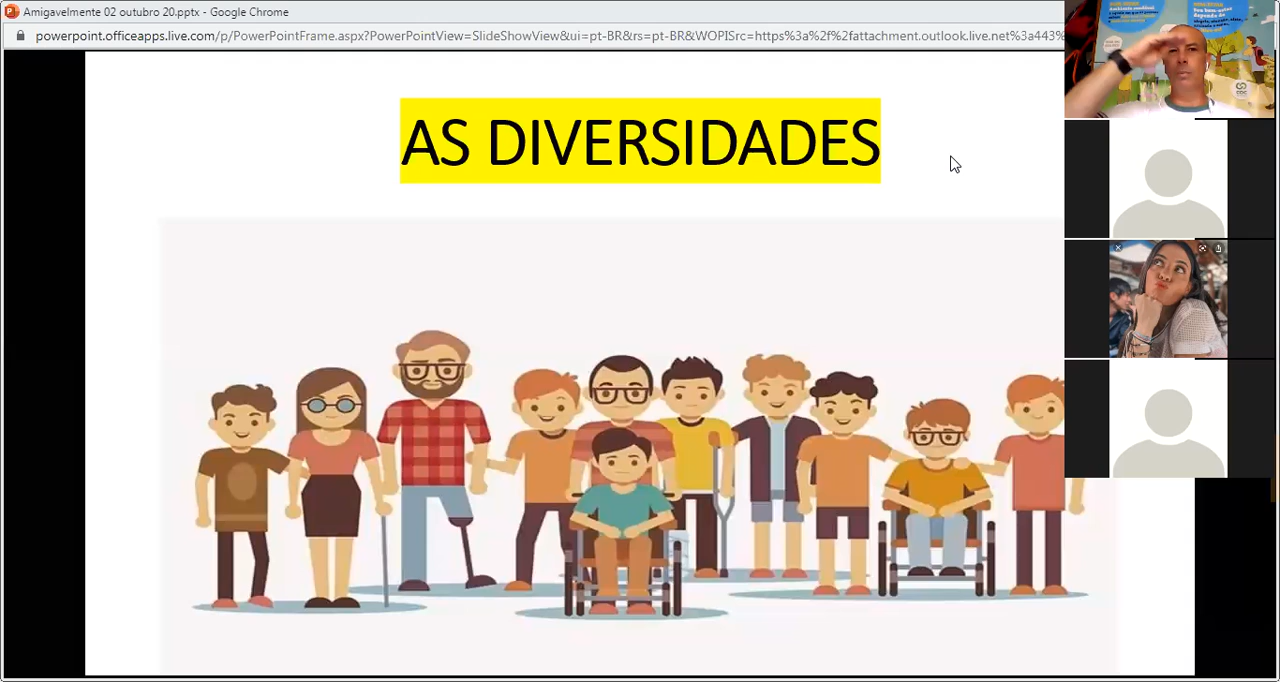 Amigavelmente 02 outubro 20.pptx - Google Chrome
powerpoint.officeapps.live.com/p/PowerPointFrame.aspx?PowerPointView=SlideShowView&ui=pt-BR&rs=pt-BR&WOPISrc=https%3a%2f%2fattachment.outlook.live.net%3a443%
AS DIVERSIDADES